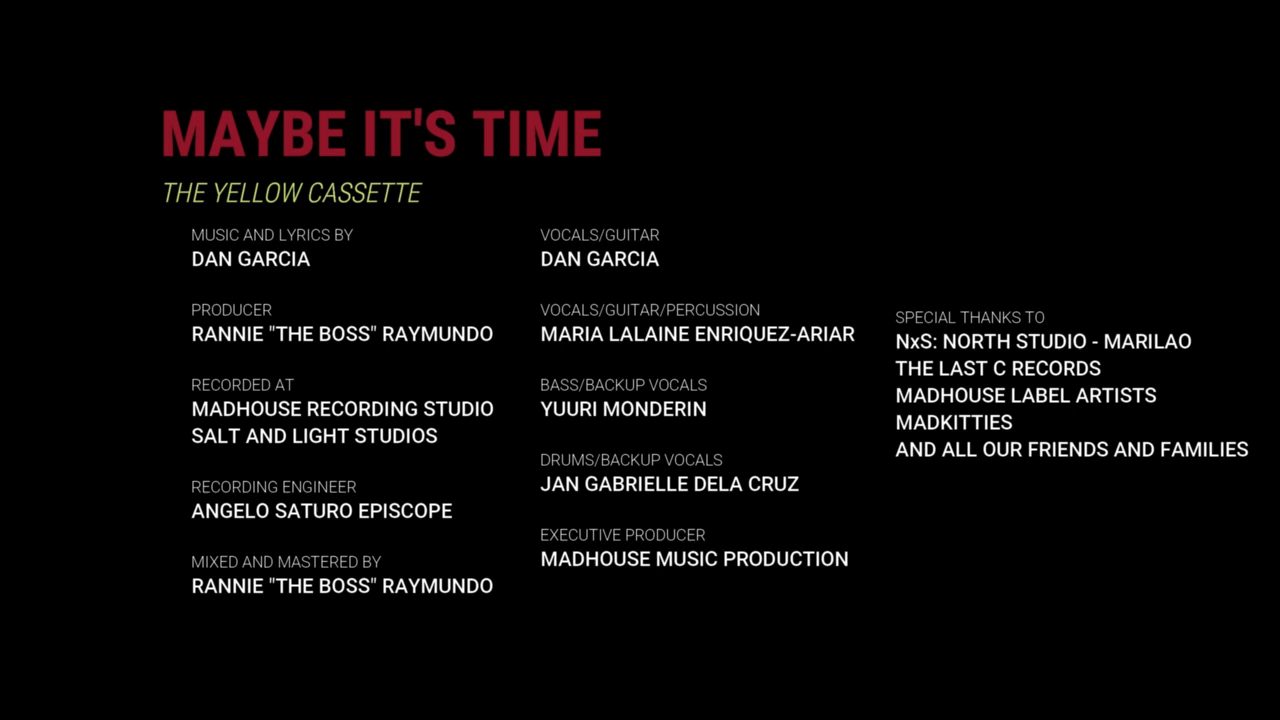 MAYBE IT'S TIME
THE YELLOW CASSETTE
MUSIC AND LYRICS BY
DAN GARCIA
PRODUCER
RANNIE "THE BOSS" RAYMUNDO
RECORDED AT
MADHOUSE RECORDING STUDIO
SALT AND LIGHT STUDIOS
RECORDING ENGINEER
ANGELO SATURO EPISCOPE
MIXED AND MASTERED BY
RANNIE "THE BOSS" RAYMUNDO
VOCALS/GUITAR
DAN GARCIA
VOCALS/GUITAR/PERCUSSION
MARIA LALAINE ENRIQUEZ-ARIAR
BASS/BACKUP VOCALS
YUURI MONDERIN
DRUMS/BACKUP VOCALS
JAN GABRIELLE DELA CRUZ
EXECUTIVE PRODUCER
MADHOUSE MUSIC PRODUCTION
SPECIAL THANKS TO
NxS: NORTH STUDIO - MARILAO
THE LAST C RECORDS
MADHOUSE LABEL ARTISTS
MADKITTIES
AND ALL OUR FRIENDS AND FAMILIES